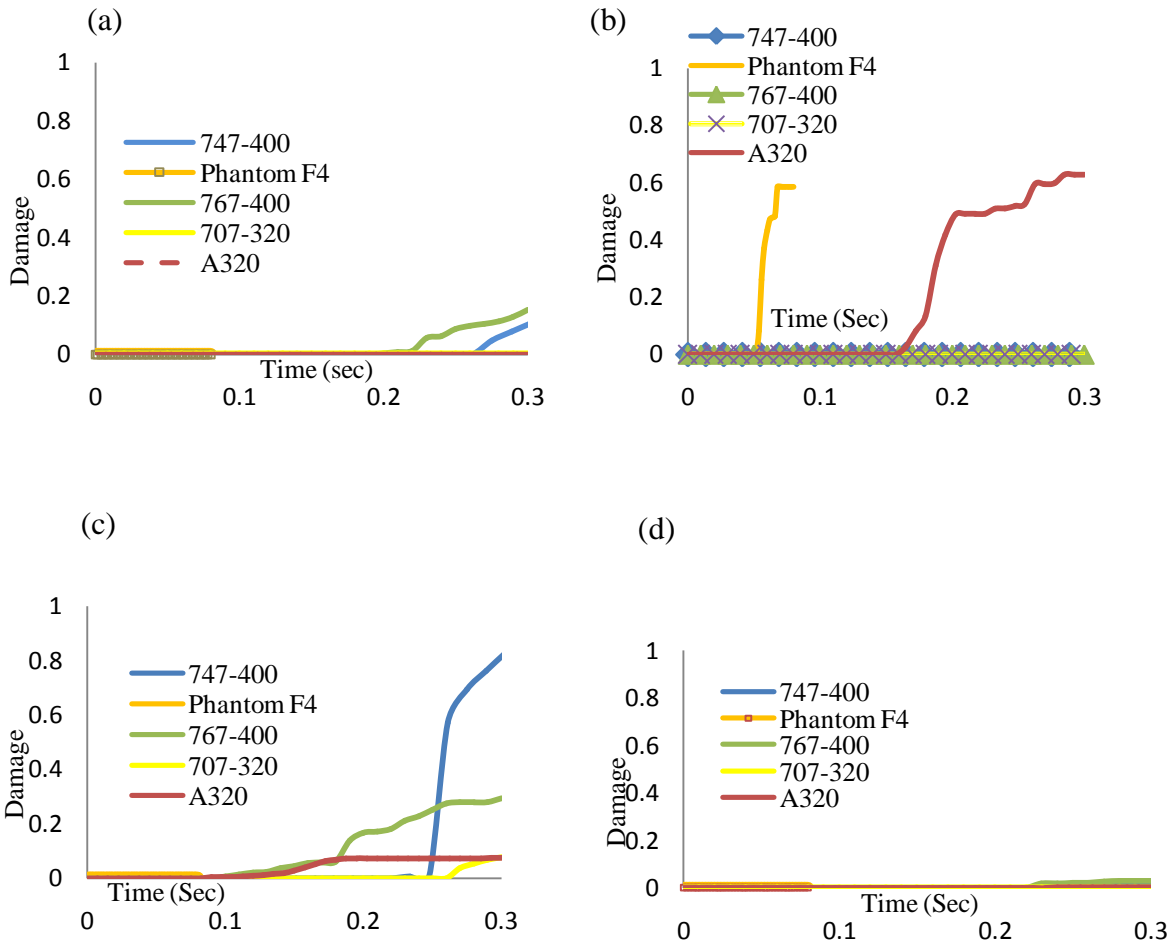 (a)
1
0.8
0.6
0.4
0.2
0
Damage
747-400
Phantom F4
767-400
707-320
A320
Time (sec)
0 0.1 0.2 0.3
(b)
747-400
Phantom F4
767-400
707-320
A320
1
0.8
0.6
0.4
0.2
0
Damage
Time (Sec)
0 0.1 0.2 0.3
(c)
1
0.8
0.6
0.4
0.2
0
Damage
747-400
Phantom F4
767-400
707-320
A320
Time (Sec)
0 0.1 0.2 0.3
(d)
1
0.8
0.6
0.4
0.2
0
Damage
747-400
Phantom F4
767-400
707-320
A320
Time (Sec)
0 0.1 0.2 0.3